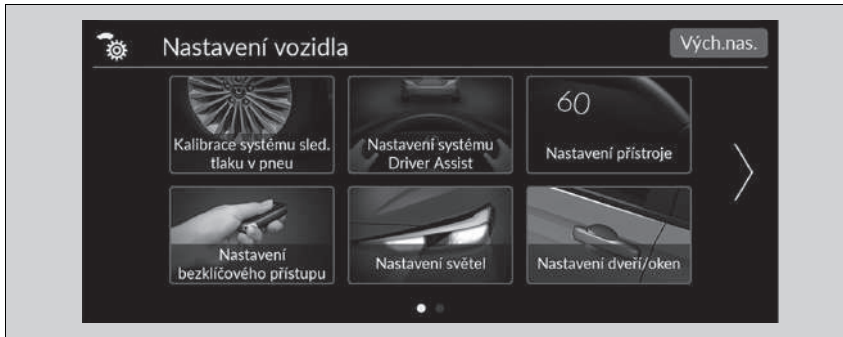 Nastavení vozidla
Vých.nas.
Kalibrace systému sled.
tlaku v pneu
Nastavení systému
Driver Assist
60
Nastavení přístroje
Nastavení
bezklíčového přístupu
Nastavení světel
Nastavení dveří/oken